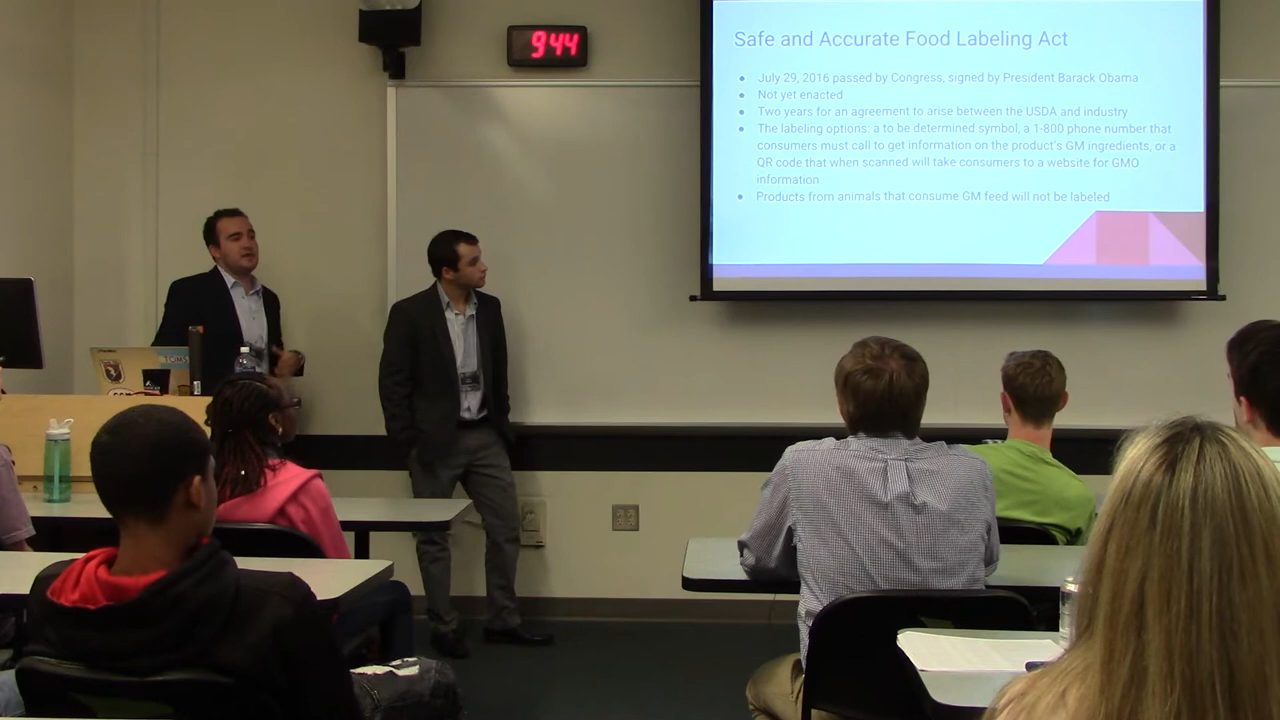 944
Safe and Accurate Food Labeling Act
● July 29, 2016 passed by Congress, signed by President Barack Obama
● Not yet enacted
● Two years for an agreement to arise between the USDA and industry
● The labeling options: a to be determined symbol, a 1-800 phone number that
consumers must call to get information on the product's GM ingredients, or a
QR code that when scanned will take consumers to a website for GMO
information
● Products from animals that consume GM feed will not be labeled
TOMS